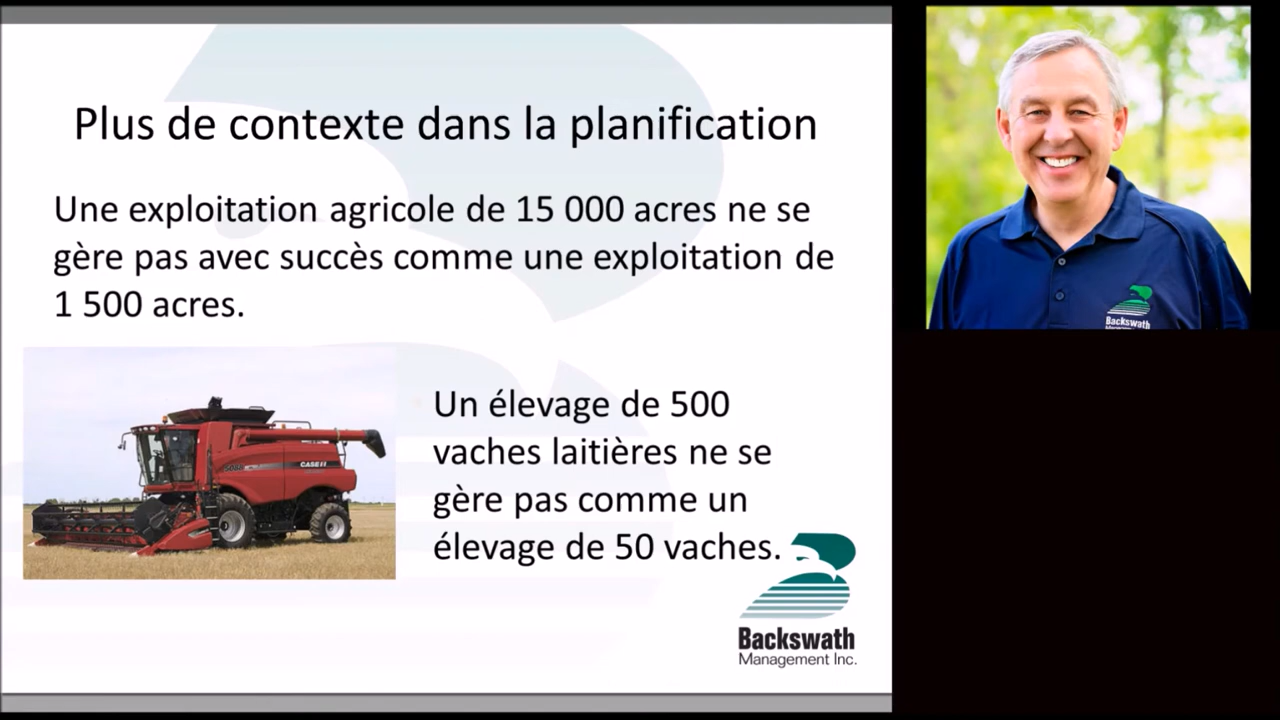 Plus de contexte dans la planification
Une exploitation agricole de 15 000 acres ne se
gère pas avec succès comme une exploitation de
1 500 acres.
Un élevage de 500
vaches laitières ne se
gère pas comme un
élevage de 50 vaches.
5088
CASE IH
Backswath
Management Inc.
Backswath